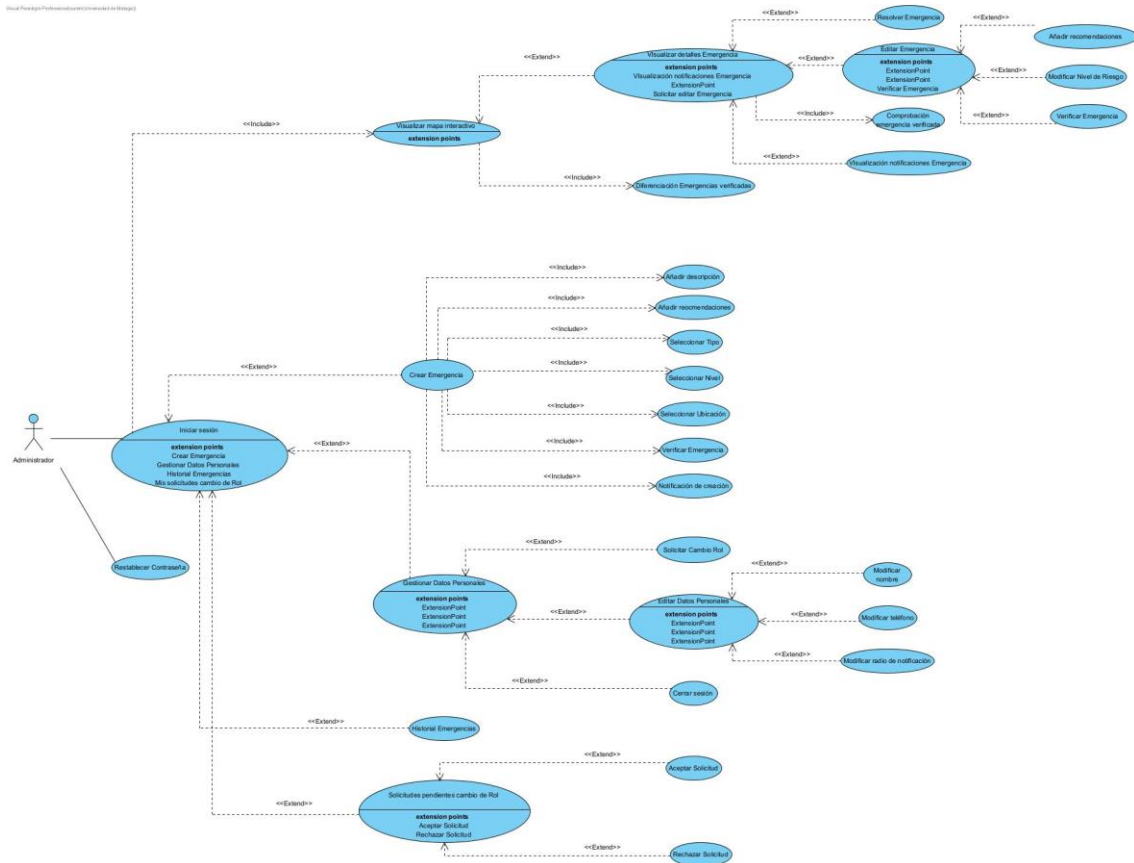 Visual Paradigm Professional(usuario(Universidad de Malaga))
<<Extend>>
Resolver Emergencia
<<Extend>>
Añadir recomendaciones
<<Extend>>
Visualizar detalles Emergencia
extension points
Visualización notificaciones Emergencia
ExtensionPoint
Solicitar editar Emergencia
<<Extend>>
Editar Emergencia
extension points
ExtensionPoint
ExtensionPoint
Verificar Emergencia
<<Extend>>
Modificar Nivel de Riesgo
<<Extend>>
Verificar Emergencia
<<Include>>
Comprobación
emergencia verificada
<<Include>>
Visualizar mapa interactivo
extension points
<<Extend>>
Visualización notificaciones Emergencia
<<Include>>
Diferenciación Emergencias verificadas
<<Include>>
Añadir descripción
<<Include>>
Añadir reocmendaciones
<<Include>>
Seleccionar Tipo
<<Extend>>
Crear Emergencia
<<Include>>
Seleccionar Nivel
<<Include>>
Seleccionar Ubicación
<<Include>>
Verificar Emergencia
<<Include>>
Notificación de creación
Administrador
Iniciar sesión
extension points
Crear Emergencia
Gestionar Datos Personales
Historial Emergencias
Mis solicitudes cambio de Rol
<<Extend>>
Restablecer Contraseña
<<Extend>>
Solicitar Cambio Rol
Gestionar Datos Personales
extension points
ExtensionPoint
ExtensionPoint
ExtensionPoint
<<Extend>>
Editar Datos Personales
extension points
ExtensionPoint
ExtensionPoint
ExtensionPoint
<<Extend>>
Modificar
nombre
<<Extend>>
Modificar teléfono
<<Extend>>
Modificar radio de notificación
<<Extend>>
Cerrar sesión
<<Extend>>
Historial Emergencias
<<Extend>>
Aceptar Solicitud
<<Extend>>
Solicitudes pendientes cambio de Rol
extension points
Aceptar Solicitud
Rechazar Solicitud
<<Extend>>
Rechazar Solicitud